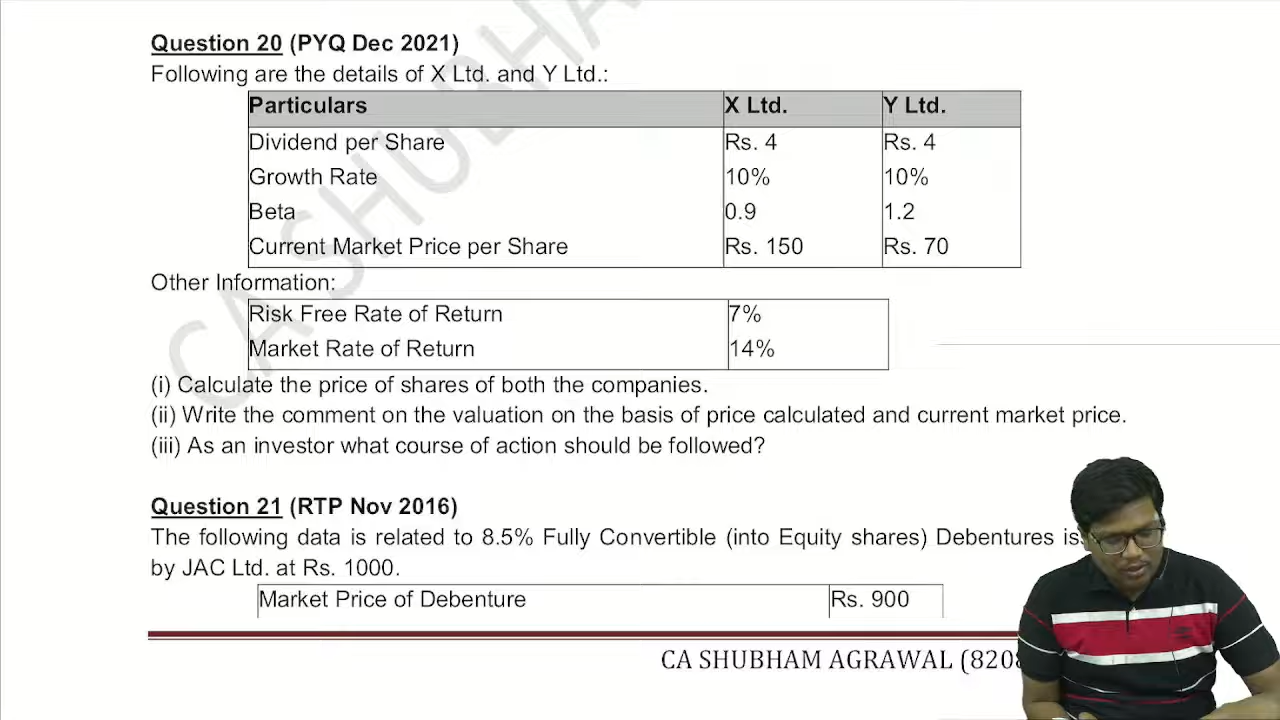 Question 20 (PYQ Dec 2021)
Following are the details of X Ltd. and Y Ltd.:
Particulars X Ltd. Y Ltd.
Dividend per Share Rs. 4 Rs. 4
Growth Rate 10% 10%
Beta 0.9 1.2
Current Market Price per Share Rs. 150 Rs. 70
Other Information:
Risk Free Rate of Return 7%
Market Rate of Return 14%
(i) Calculate the price of shares of both the companies.
(ii) Write the comment on the valuation on the basis of price calculated and current market price.
(iii) As an investor what course of action should be followed?
Question 21 (RTP Nov 2016)
The following data is related to 8.5% Fully Convertible (into Equity shares) Debentures
by JAC Ltd. at Rs. 1000.
Market Price of Debenture Rs. 900
CA SHUBHAM AGRAWAL (8208
CA SHUBHA